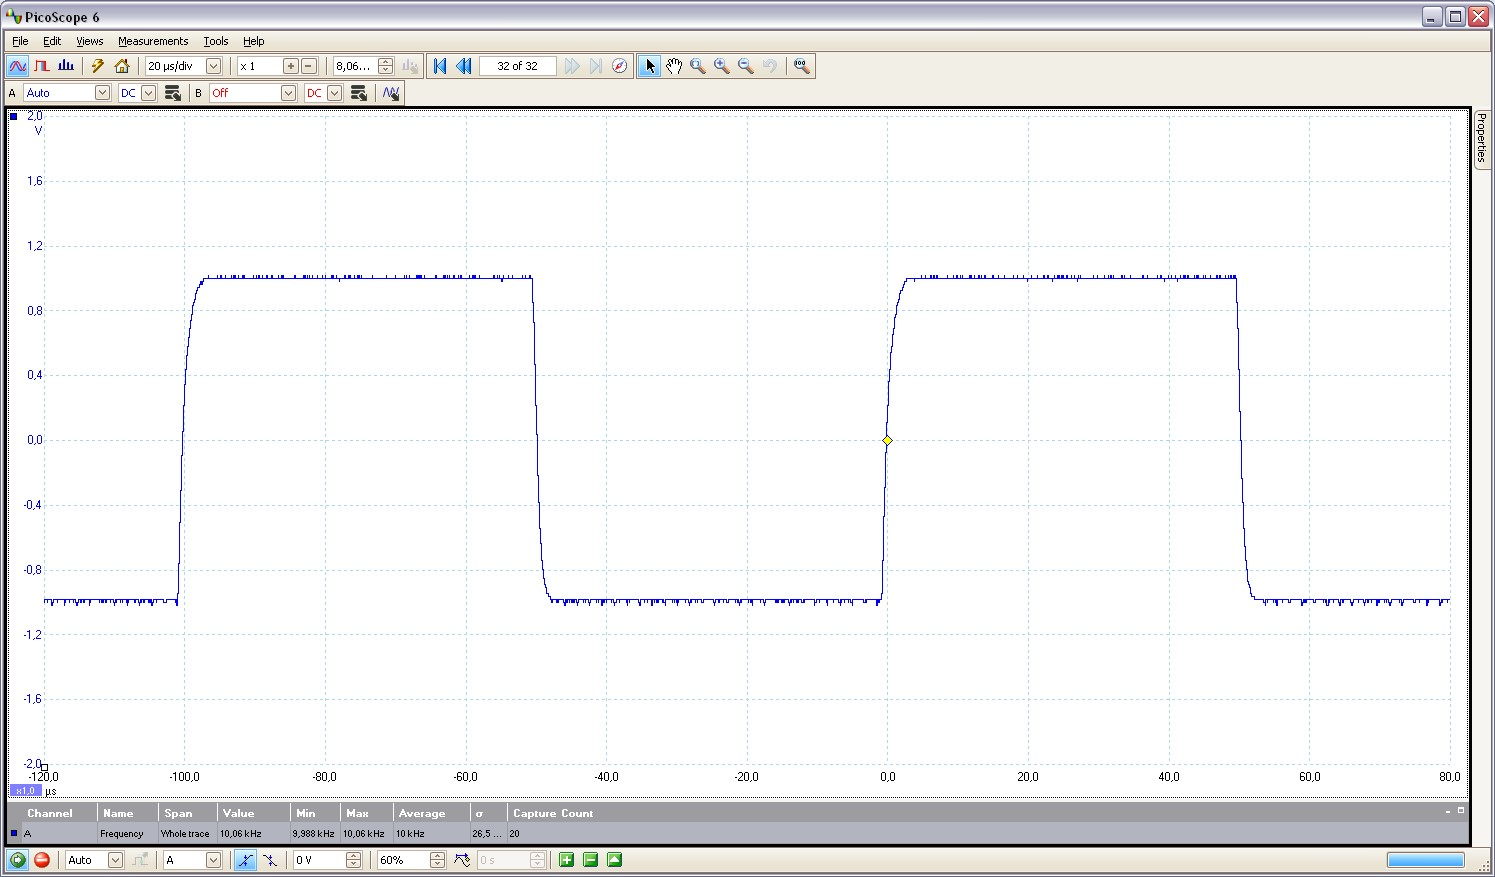 PicoScope 6
File Edit Views Measurements Tools Help
20 µs/div x 1 8,06... 32 of 32
A Auto DC B Off DC
Properties
2,0
V
1,6
1,2
0,8
0,4
0,0
-0,4
-0,8
-1,2
-1,6
-2,0
-120,0 -100,0 -80,0 -60,0 -40,0 -20,0 0,0 20,0 40,0 60,0 80,0
x1.0 µs
Channel Name Span Value Min Max Average σ Capture Count
A Frequency Whole trace 10,06 kHz 9,988 kHz 10,06 kHz 10 kHz 26,5 ... 20
Auto A 0 V 60% 0 s